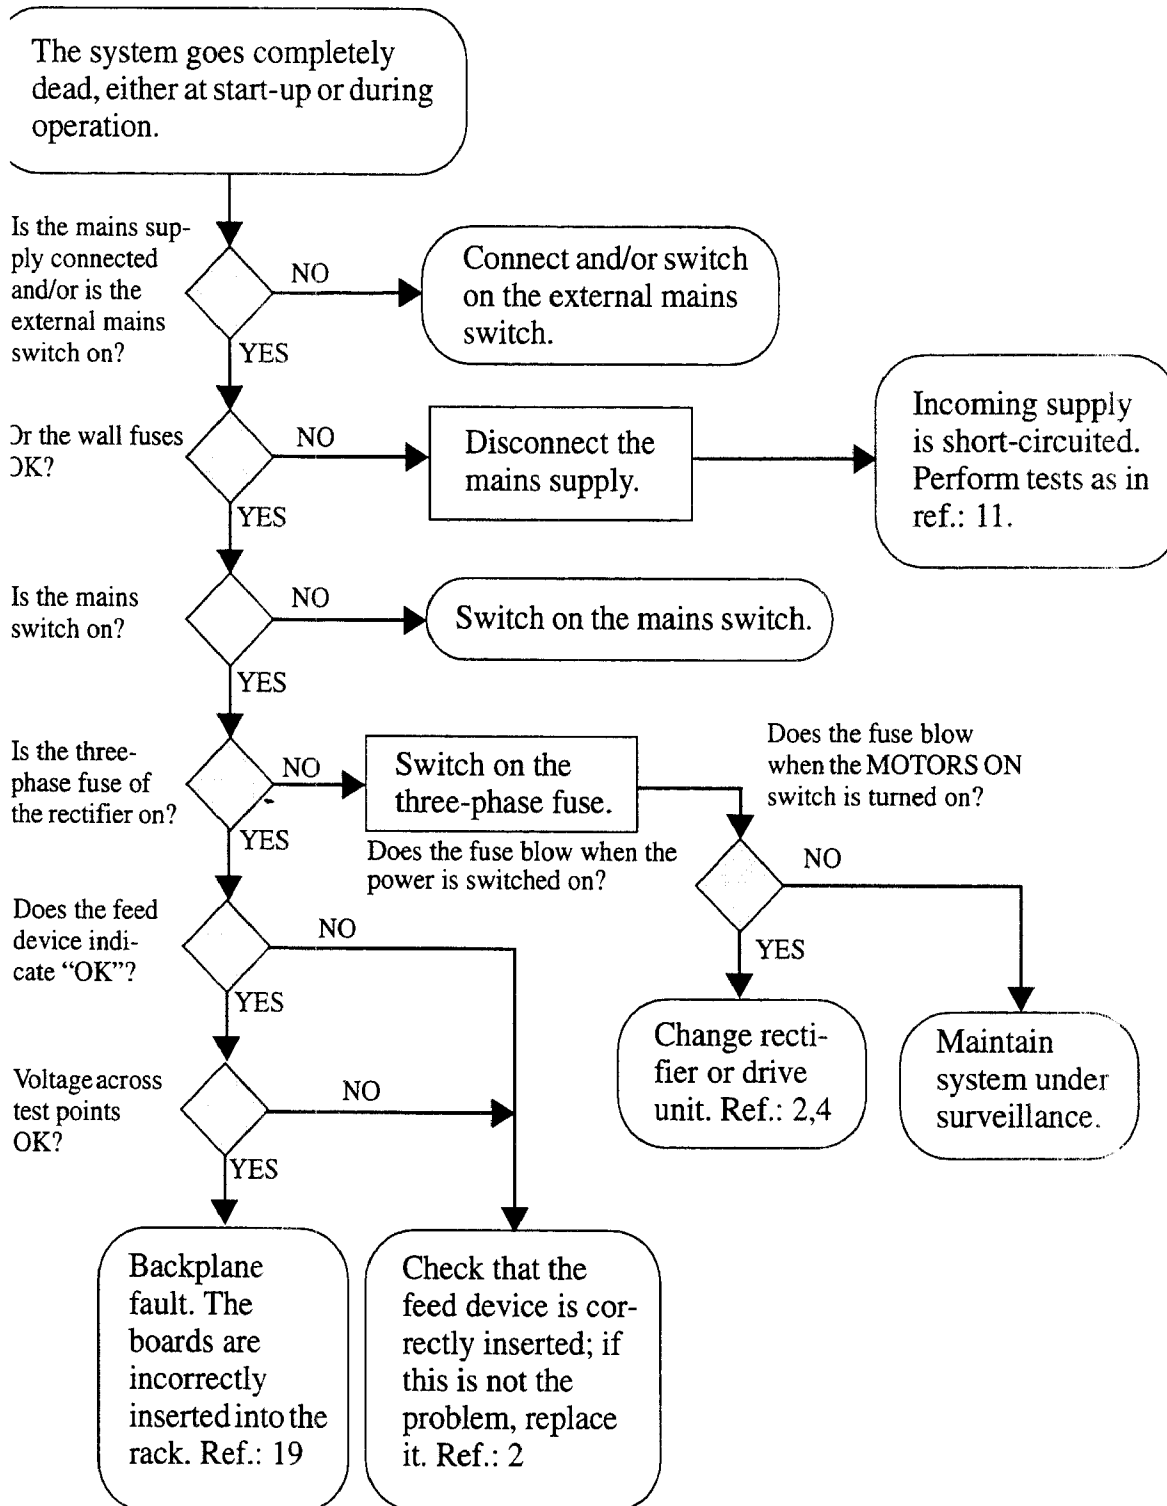 The system goes completely
dead, either at start-up or during
operation.
Is the mains sup-
ply connected
and/or is the
external mains
switch on?
NO
Connect and/or switch
on the external mains
switch.
YES
Or the wall fuses
OK?
NO
Disconnect the
mains supply.
Incoming supply
is short-circuited.
Perform tests as in
ref.: 11.
YES
Is the mains
switch on?
NO
Switch on the mains switch.
YES
Is the three-
phase fuse of
the rectifier on?
NO
Switch on the
three-phase fuse.
Does the fuse blow when the
power is switched on?
Does the fuse blow
when the MOTORS ON
switch is turned on?
NO
YES
Change recti-
fier or drive
unit. Ref.: 2,4
Maintain
system under
surveillance.
YES
Does the feed
device indi-
cate “OK”?
NO
YES
Voltage across
test points
OK?
NO
YES
Backplane
fault. The
boards are
incorrectly
inserted into the
rack. Ref.: 19
Check that the
feed device is cor-
rectly inserted; if
this is not the
problem, replace
it. Ref.: 2